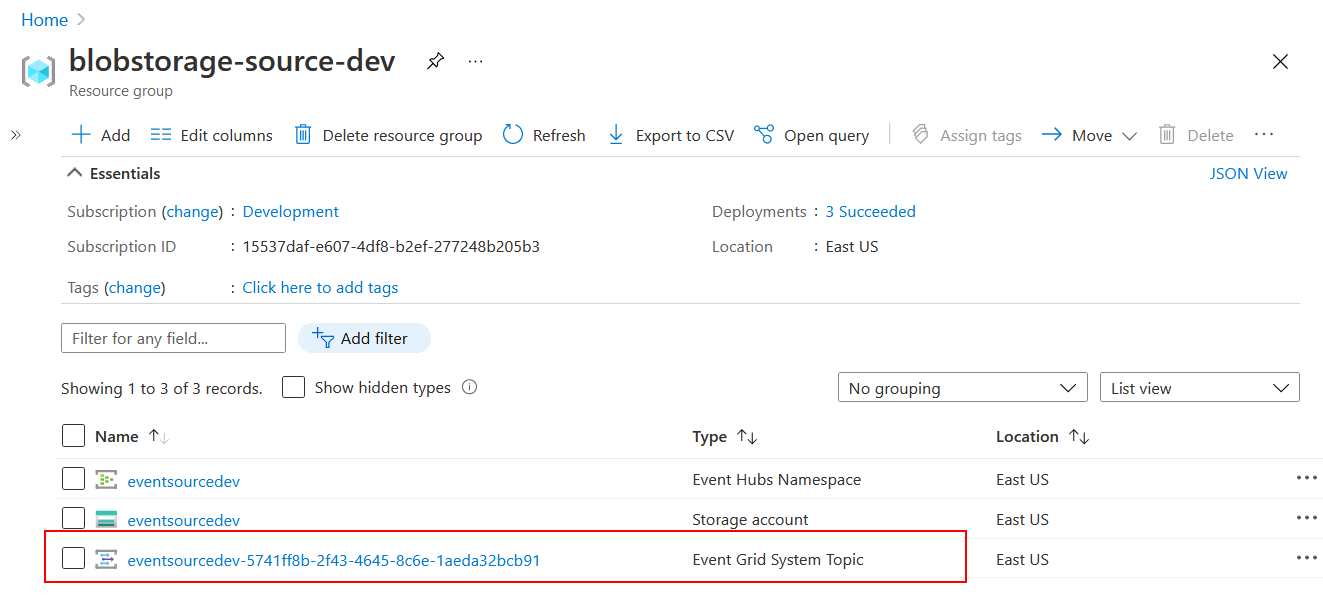 Home
blobstorage-source-dev
Resource group
Add Edit columns Delete resource group Refresh Export to CSV Open query Assign tags Move Delete
Essentials JSON View
Subscription (change) : Development Deployments : 3 Succeeded
Subscription ID : 15537daf-e607-4df8-b2ef-277248b205b3 Location : East US
Tags (change) : Click here to add tags
Filter for any field... Add filter
Showing 1 to 3 of 3 records. Show hidden types No grouping List view
Name Type Location
eventsourcedev Event Hubs Namespace East US
eventsourcedev Storage account East US
eventsourcedev-5741ff8b-2f43-4645-8c6e-1aeda32bcb91 Event Grid System Topic East US